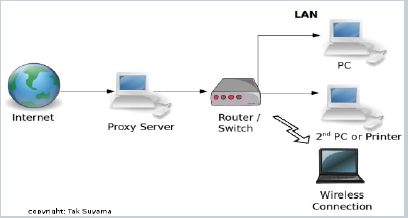 LAN
PC
Internet
Proxy Server
Router /
Switch
2nd PC or Printer
Wireless
Connection
copyright: Tak Suyama